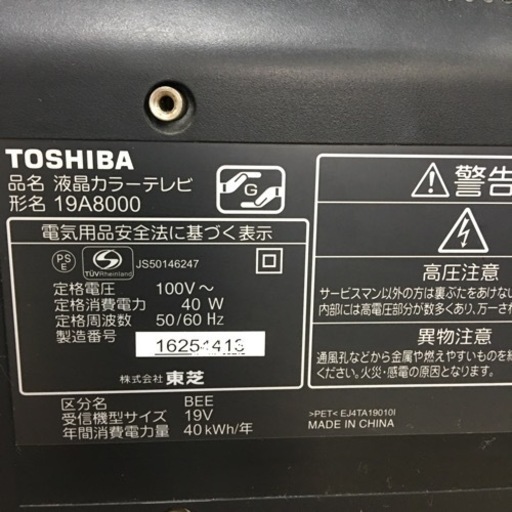 TOSHIBA
品名 液晶カラーテレビ
形名 19A8000
G
電気用品安全法に基づく表示
PS
E
TÜVRheinland
JS50146247
定格電圧 100V～
定格消費電力 40 W
定格周波数 50/60 Hz
製造番号
16254413
株式会社 東芝
区分名 BEE
受信機型サイズ 19V
年間消費電力量 40kWh/年
警告
高圧注意
サービスマン以外の方は裏ぶたをあけない
内部には高電圧部分が数多くあり、万一さわ
異物注意
通風孔などから金属や燃えやすいもの
ください。火災・感電の原因となります。
>PET< EJ4TA19010I
MADE IN CHINA